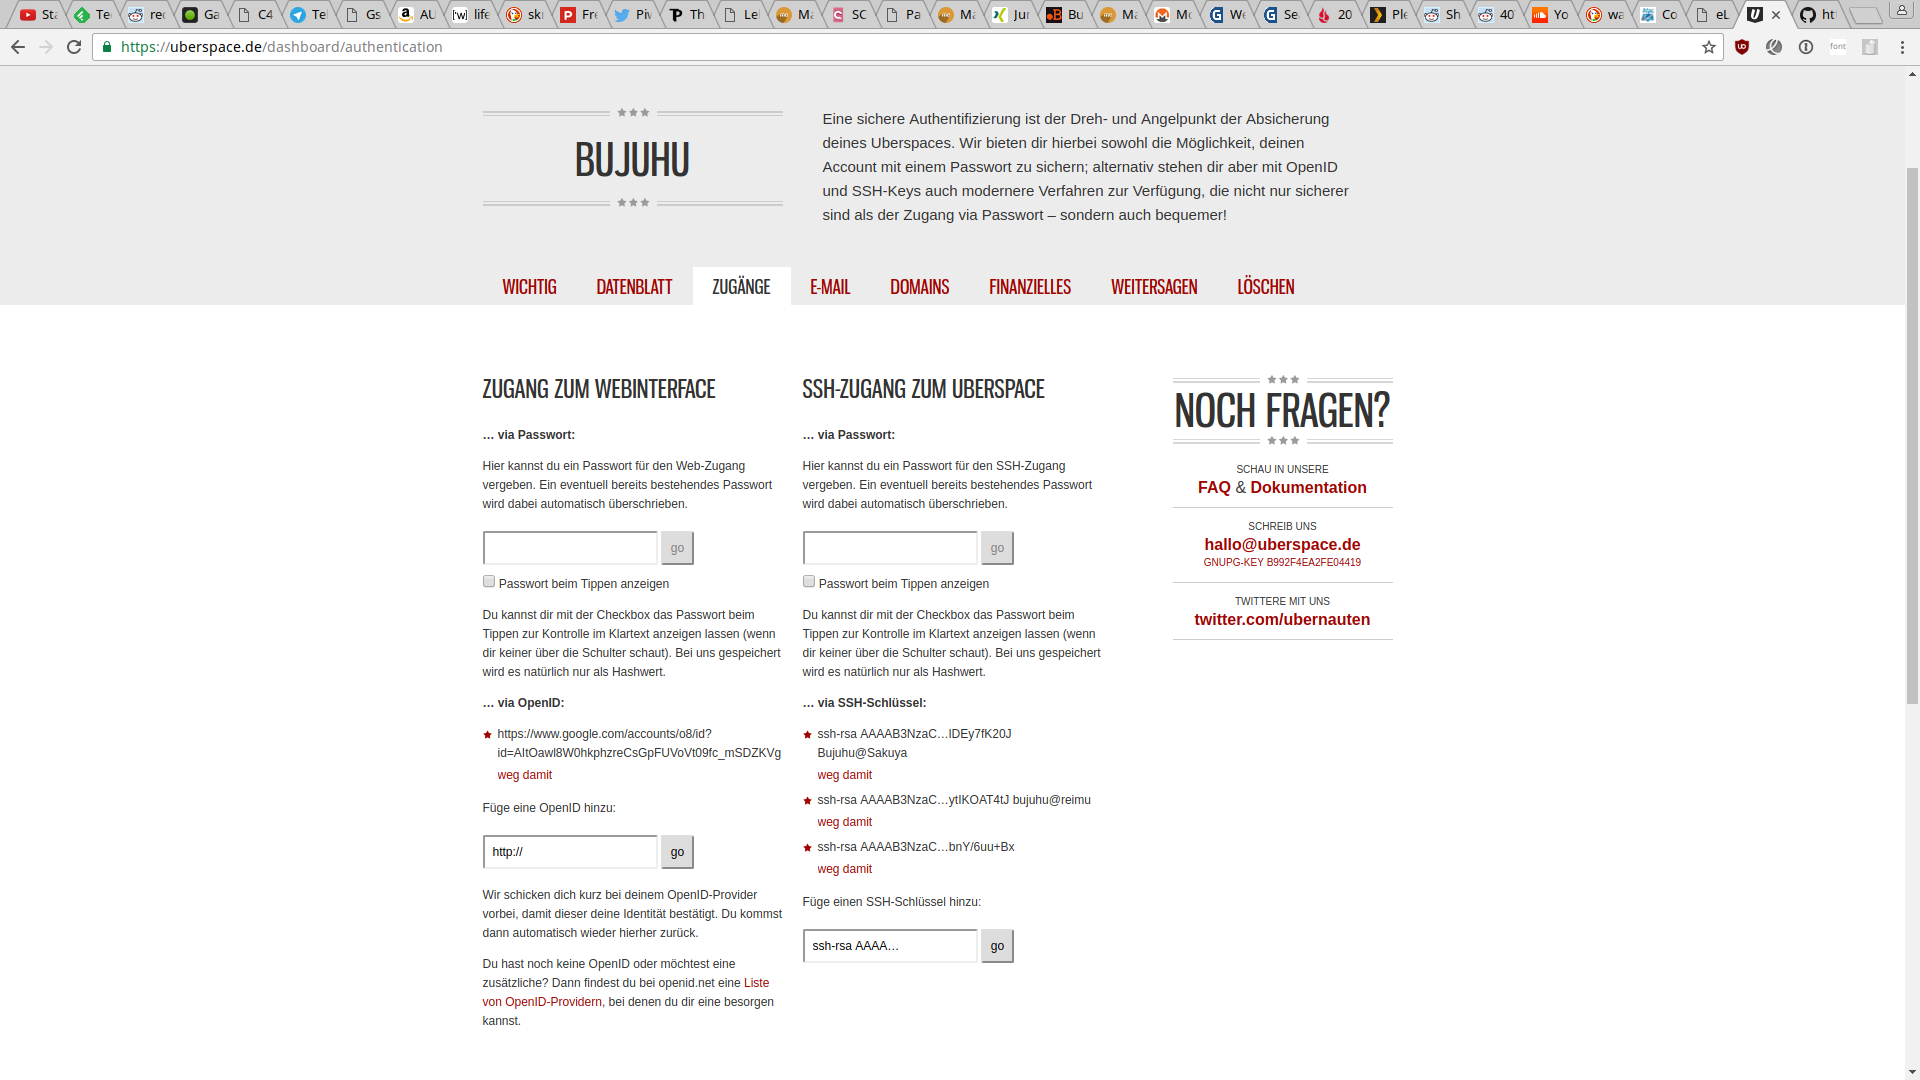 Sta
Te
rec
Ga
C4
Tel
Gs
AU
life
skr
Fre
Piv
Th
Lel
Ma
SC
Pa
Ma
Jur
Bu
Ma
Mo
We
Se
20
Ple
Sh
40
Yo
wa
Co
eL
htt
https://uberspace.de/dashboard/authentication
BUJUHU
Eine sichere Authentifizierung ist der Dreh- und Angelpunkt der Absicherung
deines Uberspaces. Wir bieten dir hierbei sowohl die Möglichkeit, deinen
Account mit einem Passwort zu sichern; alternativ stehen dir aber mit OpenID
und SSH-Keys auch modernere Verfahren zur Verfügung, die nicht nur sicherer
sind als der Zugang via Passwort – sondern auch bequemer!
WICHTIG DATENBLATT ZUGÄNGE E-MAIL DOMAINS FINANZIELLES WEITERSAGEN LÖSCHEN
ZUGANG ZUM WEBINTERFACE
… via Passwort:
Hier kannst du ein Passwort für den Web-Zugang
vergeben. Ein eventuell bereits bestehendes Passwort
wird dabei automatisch überschrieben.
go
Passwort beim Tippen anzeigen
Du kannst dir mit der Checkbox das Passwort beim
Tippen zur Kontrolle im Klartext anzeigen lassen (wenn
dir keiner über die Schulter schaut). Bei uns gespeichert
wird es natürlich nur als Hashwert.
… via OpenID:
https://www.google.com/accounts/o8/id?
id=AItOawl8W0hkphzreCsGpFUVoVt09fc_mSDZKVg
weg damit
Füge eine OpenID hinzu:
http:// go
Wir schicken dich kurz bei deinem OpenID-Provider
vorbei, damit dieser deine Identität bestätigt. Du kommst
dann automatisch wieder hierher zurück.
Du hast noch keine OpenID oder möchtest eine
zusätzliche? Dann findest du bei openid.net eine Liste
von OpenID-Providern, bei denen du dir eine besorgen
kannst.
SSH-ZUGANG ZUM UBERSPACE
… via Passwort:
Hier kannst du ein Passwort für den SSH-Zugang
vergeben. Ein eventuell bereits bestehendes Passwort
wird dabei automatisch überschrieben.
go
Passwort beim Tippen anzeigen
Du kannst dir mit der Checkbox das Passwort beim
Tippen zur Kontrolle im Klartext anzeigen lassen (wenn
dir keiner über die Schulter schaut). Bei uns gespeichert
wird es natürlich nur als Hashwert.
… via SSH-Schlüssel:
ssh-rsa AAAAB3NzaC…lDEy7fK20J
Bujuhu@Sakuya
weg damit
ssh-rsa AAAAB3NzaC…ytIKOAT4tJ bujuhu@reimu
weg damit
ssh-rsa AAAAB3NzaC…bnY/6uu+Bx
weg damit
Füge einen SSH-Schlüssel hinzu:
ssh-rsa AAAA… go
NOCH FRAGEN?
SCHAU IN UNSERE
FAQ & Dokumentation
SCHREIB UNS
hallo@uberspace.de
GNUPG-KEY B992F4EA2FE04419
TWITTERE MIT UNS
twitter.com/ubernauten